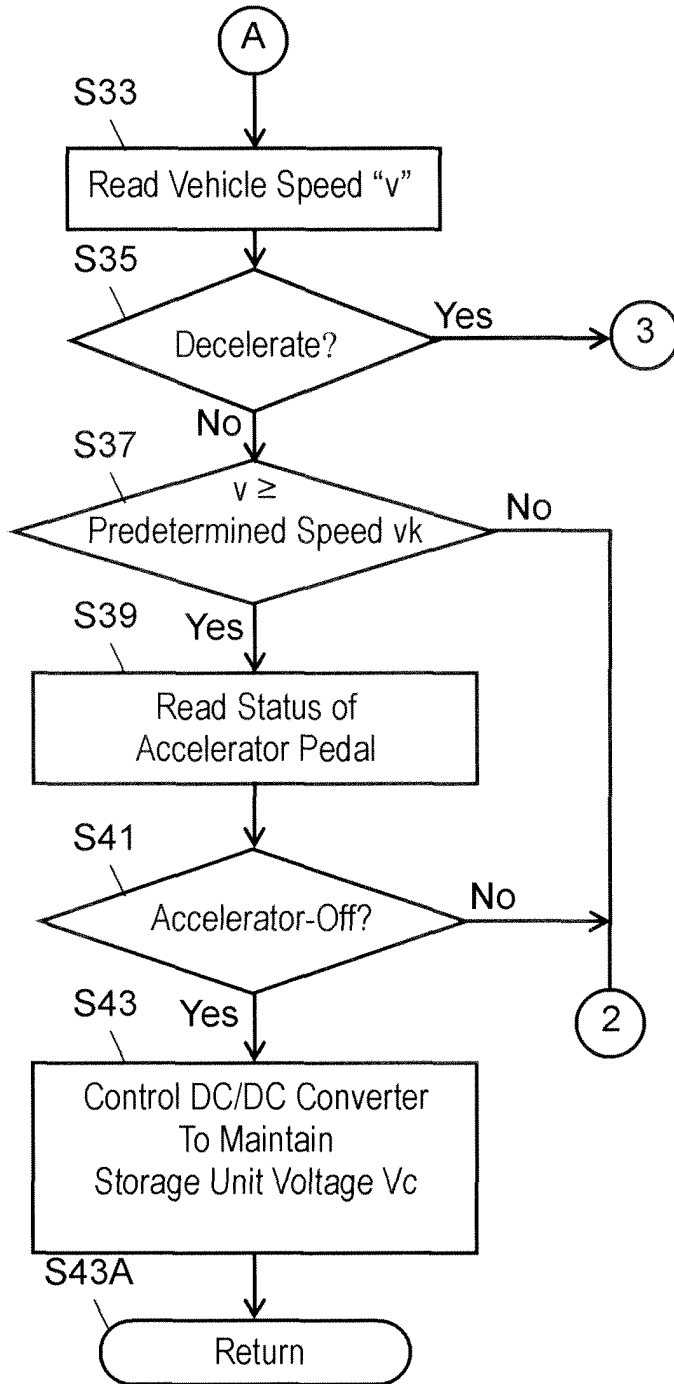 A
S33
Read Vehicle Speed “v”
S35
Decelerate?
Yes
3
No
S37
v ≥
Predetermined Speed vk
No
S39
Yes
Read Status of
Accelerator Pedal
S41
Accelerator-Off?
No
S43
Yes
2
Control DC/DC Converter
To Maintain
Storage Unit Voltage Vc
S43A
Return